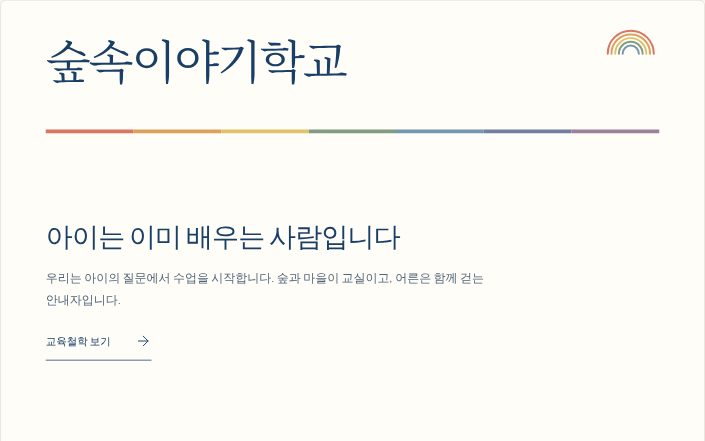 숲속이야기학교
아이는 이미 배우는 사람입니다
우리는 아이의 질문에서 수업을 시작합니다. 숲과 마을이 교실이고, 어른은 함께 걷는
안내자입니다.
교육철학 보기